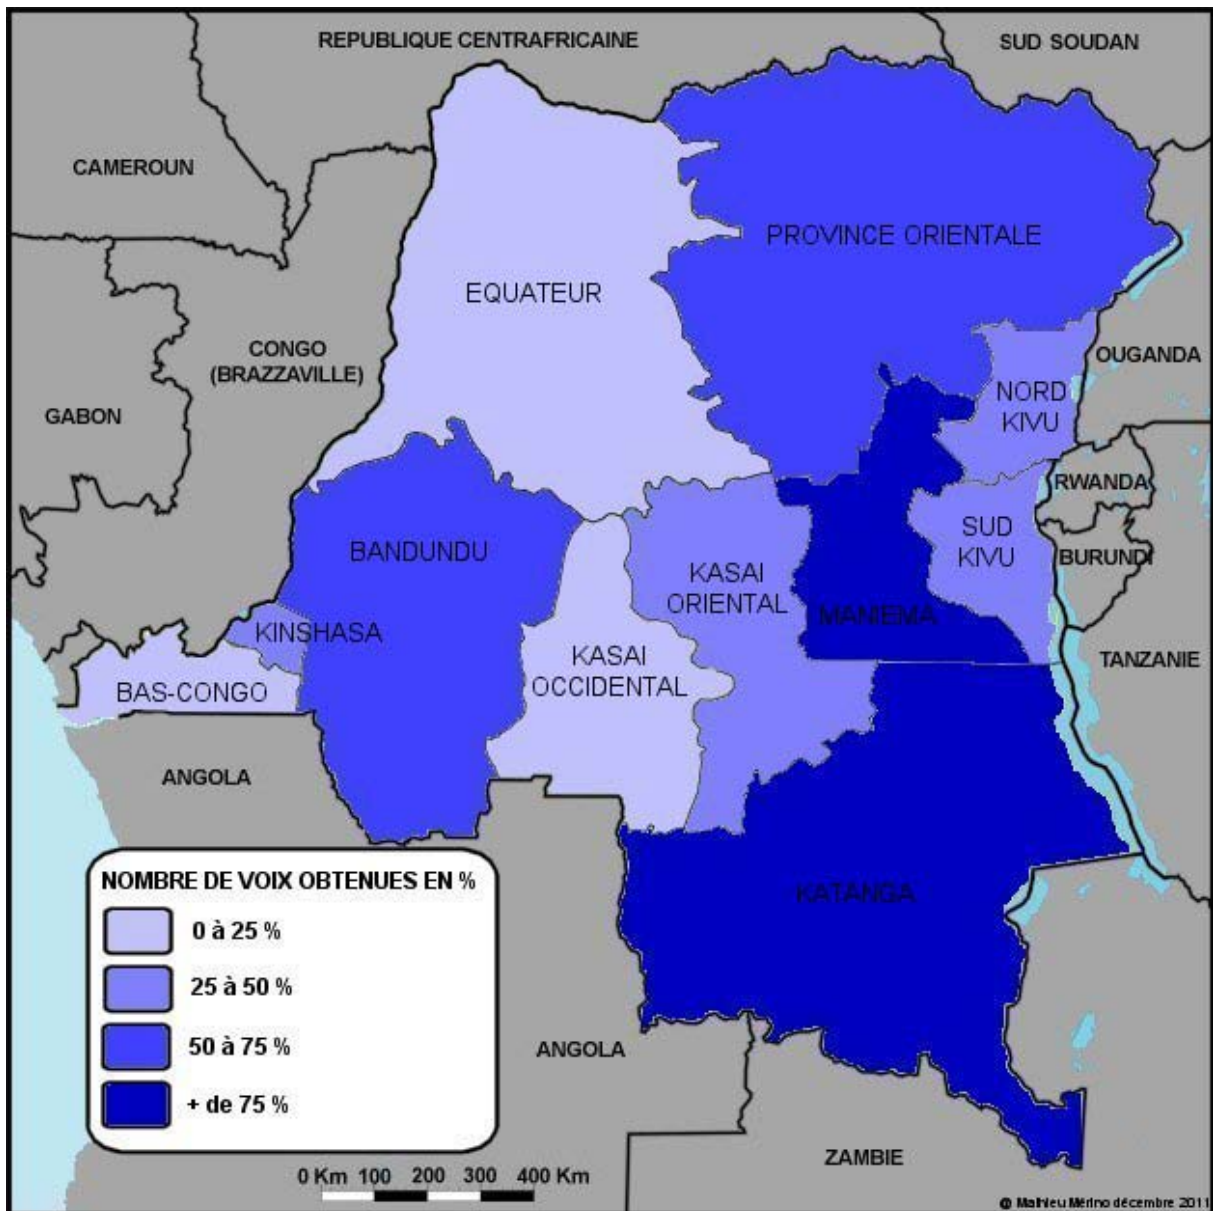 REPUBLIQUE CENTRAFRICAINE
SUD SOUDAN
CAMEROUN
PROVINCE ORIENTALE
EQUATEUR
CONGO
(BRAZZAVILLE)
OUGANDA
GABON
NORD
KIVU
RWANDA
SUD
KIVU
BURUNDI
BANDUNDU
KASAI
ORIENTAL
MANIEMA
KINSHASA
KASAI
OCCIDENTAL
TANZANIE
BAS-CONGO
ANGOLA
KATANGA
NOMBRE DE VOIX OBTENUES EN %
0 à 25 %
25 à 50 %
50 à 75 %
+ de 75 %
ANGOLA
ZAMBIE
0 Km 100 200 300 400 Km
@ Mathieu Mérino décembre 2011